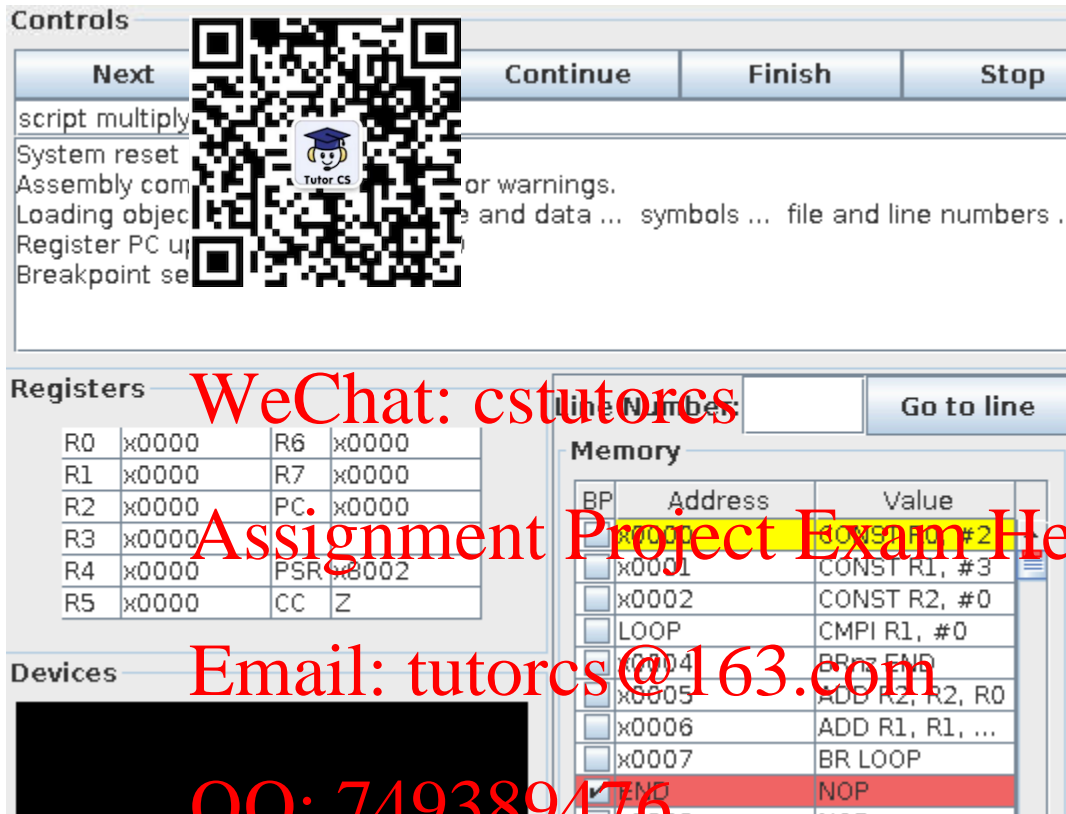 Controls
Next Continue Finish Stop
script multiply
Tutor CS
System reset
Assembly com or warnings.
Loading objec e and data ... symbols ... file and line numbers .
Register PC up
Breakpoint se
Registers
WeChat: cstutorcs
Line Number: Go to line
R0 x0000 R6 x0000
Memory
R1 x0000 R7 x0000
BP Address Value
R2 x0000 PC x0000
Assignment Project Exam He
x0000 CONST R0, #2
R3 x0000
x0001 CONST R1, #3
R4 x0000 PSR x8002
x0002 CONST R2, #0
R5 x0000 CC Z
LOOP CMPI R1, #0
Email: tutorcs@163.com
x0004 BRnz END
Devices
x0005 ADD R2, R2, R0
x0006 ADD R1, R1, ...
x0007 BR LOOP
QQ: 749389476
END NOP